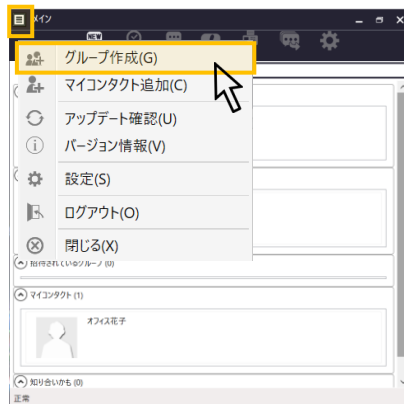 メイン
グループ作成(G)
マイコンタクト追加(C)
アップデート確認(U)
バージョン情報(V)
設定(S)
ログアウト(O)
閉じる(X)
招待されているグループ (0)
マイコンタクト (1)
オフィス花子
知り合いかも (0)
正常